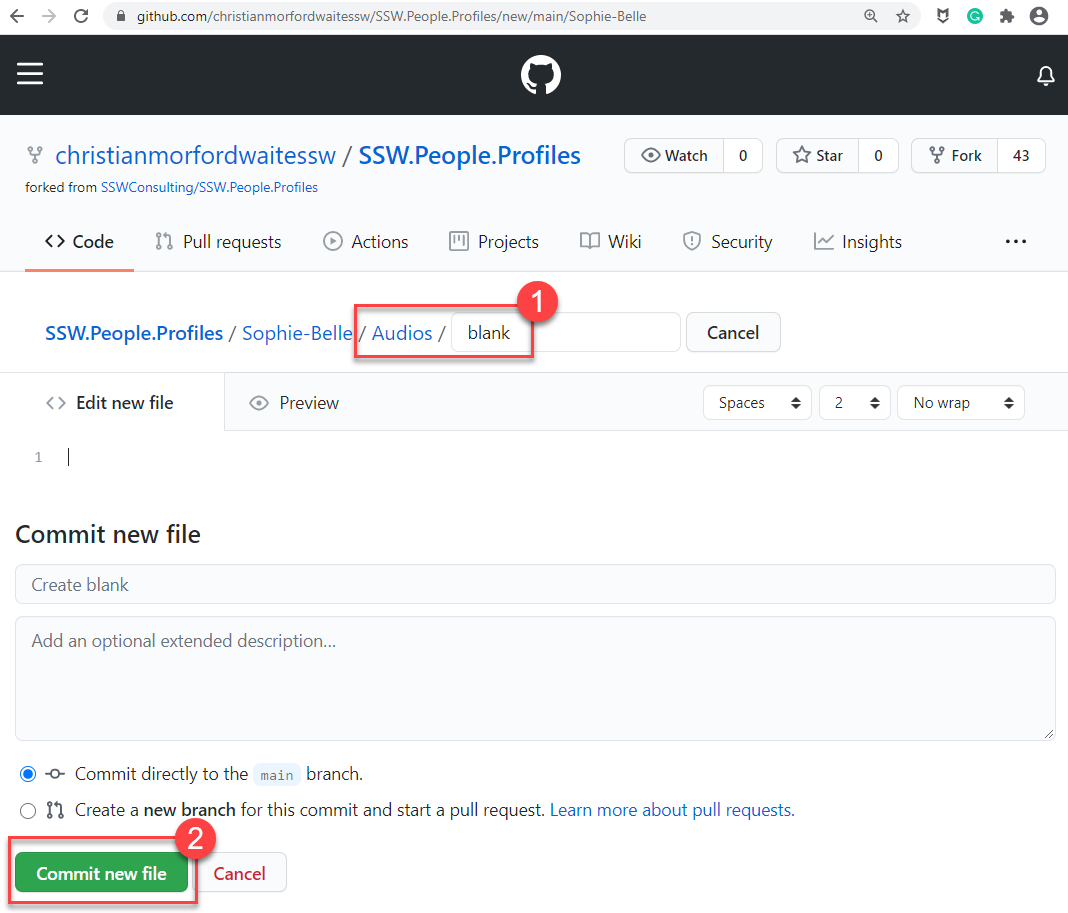 github.com/christianmorfordwaitessw/SSW.People.Profiles/new/main/Sophie-Belle
christianmorfordwaitessw / SSW.People.Profiles Watch 0 Star 0 Fork 43
forked from SSWConsulting/SSW.People.Profiles
Code Pull requests Actions Projects Wiki Security Insights ...
1
SSW.People.Profiles / Sophie-Belle / Audios / blank Cancel
Edit new file Preview Spaces 2 No wrap
1
Commit new file
Create blank
Add an optional extended description...
Commit directly to the main branch.
Create a new branch for this commit and start a pull request. Learn more about pull requests.
2
Commit new file Cancel